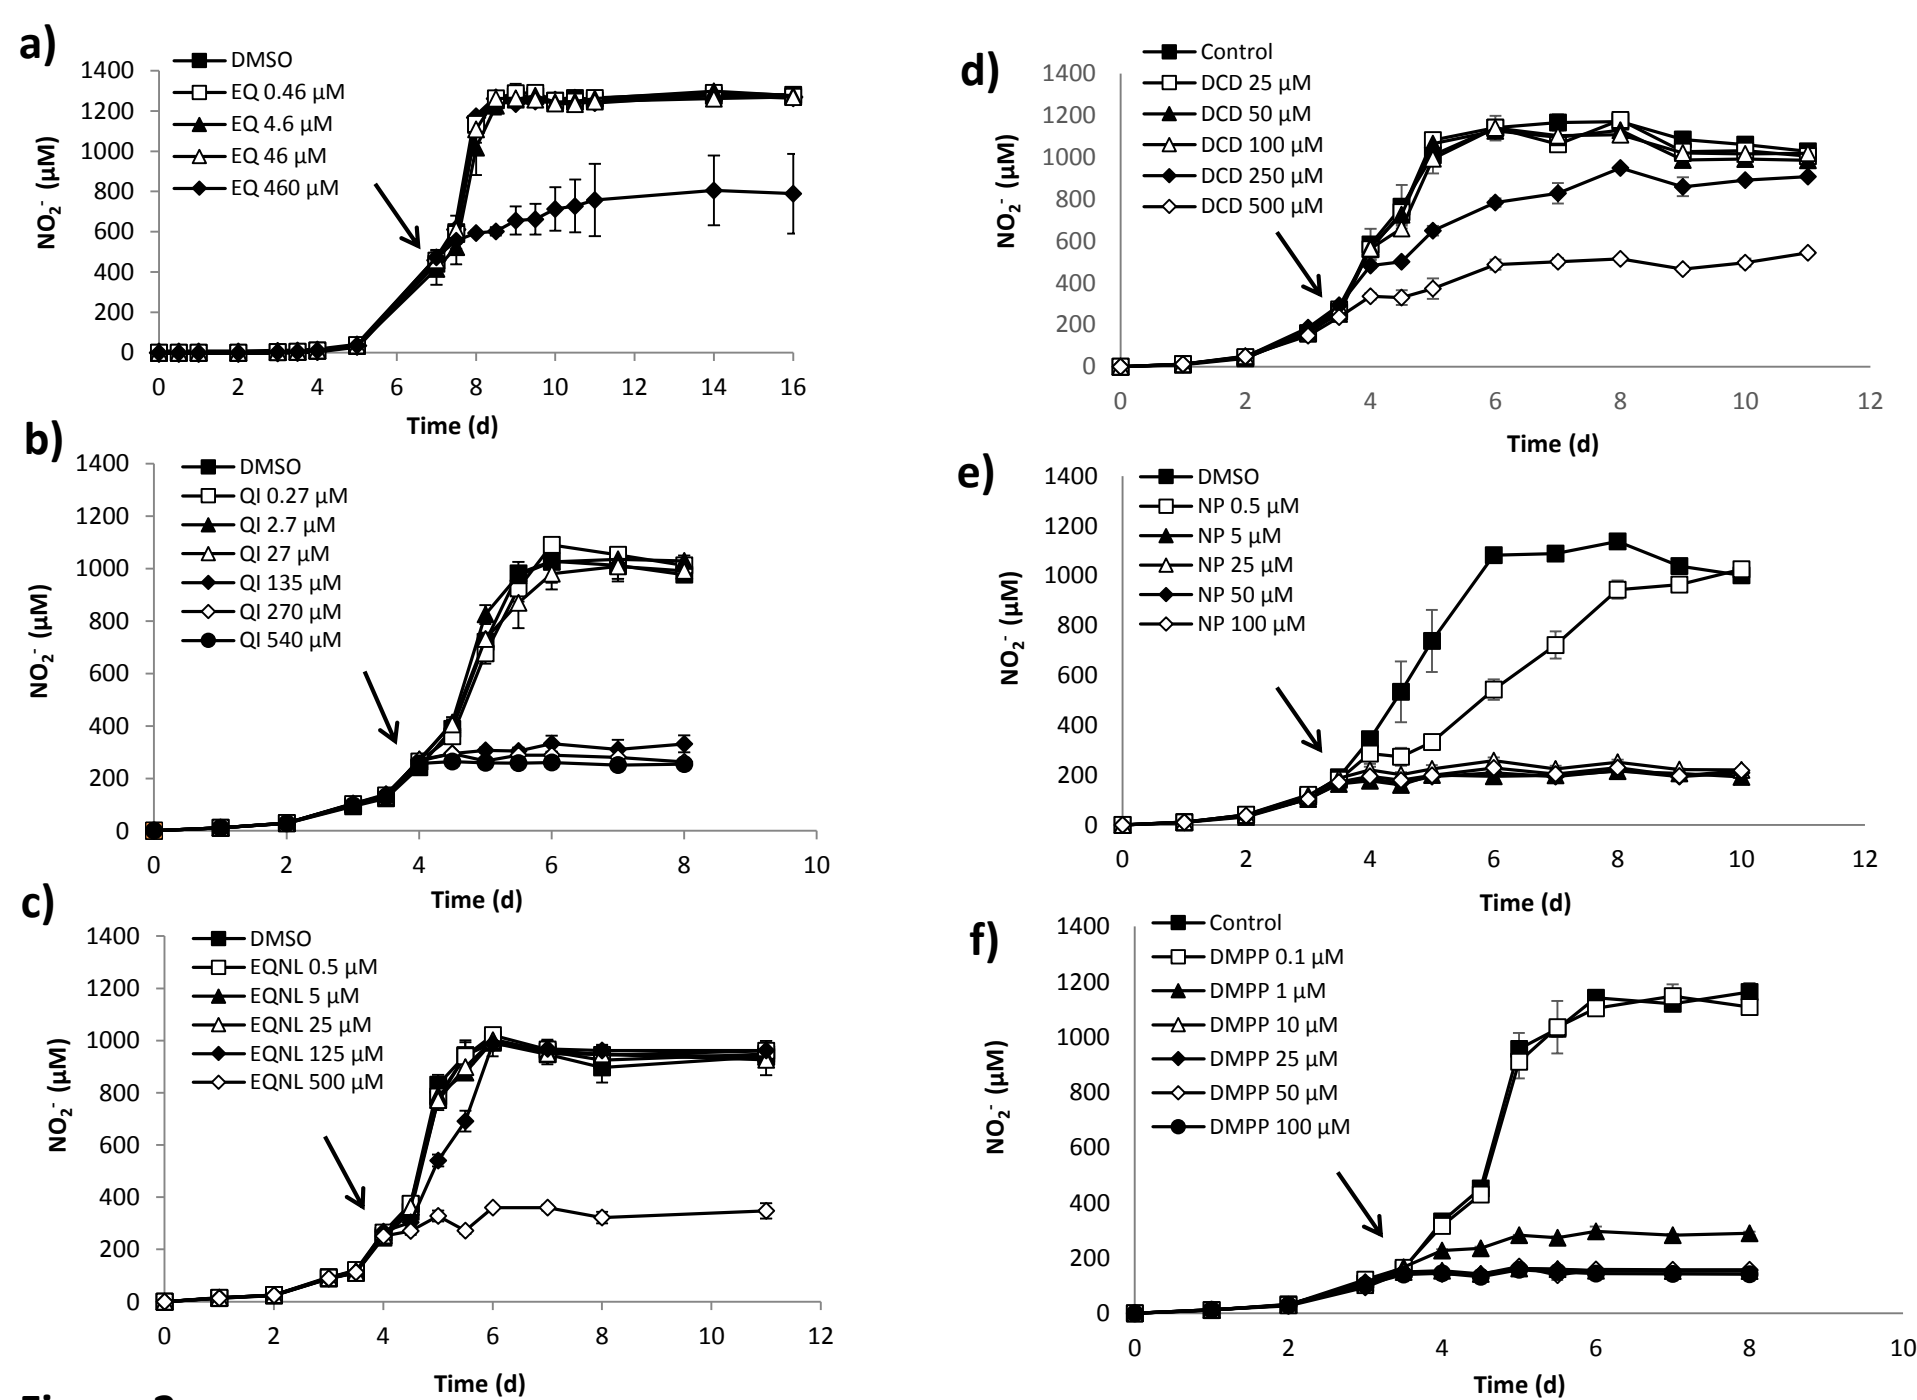 a)
DMSO
EQ 0.46 µM
EQ 4.6 µM
EQ 46 µM
EQ 460 µM
NO₂⁻ (µM)
1400
1200
1000
800
600
400
200
0
0 2 4 6 8 10 12 14 16
Time (d)
b)
DMSO
QI 0.27 µM
QI 2.7 µM
QI 27 µM
QI 135 µM
QI 270 µM
QI 540 µM
NO₂⁻ (µM)
1400
1200
1000
800
600
400
200
0
0 2 4 6 8 10
Time (d)
c)
DMSO
EQNL 0.5 µM
EQNL 5 µM
EQNL 25 µM
EQNL 125 µM
EQNL 500 µM
NO₂⁻ (µM)
1400
1200
1000
800
600
400
200
0
0 2 4 6 8 10 12
Time (d)
d)
Control
DCD 25 µM
DCD 50 µM
DCD 100 µM
DCD 250 µM
DCD 500 µM
NO₂⁻ (µM)
1400
1200
1000
800
600
400
200
0
0 2 4 6 8 10 12
Time (d)
e)
DMSO
NP 0.5 µM
NP 5 µM
NP 25 µM
NP 50 µM
NP 100 µM
NO₂⁻ (µM)
1400
1200
1000
800
600
400
200
0
0 2 4 6 8 10 12
Time (d)
f)
Control
DMPP 0.1 µM
DMPP 1 µM
DMPP 10 µM
DMPP 25 µM
DMPP 50 µM
DMPP 100 µM
NO₂⁻ (µM)
1400
1200
1000
800
600
400
200
0
0 2 4 6 8 10
Time (d)